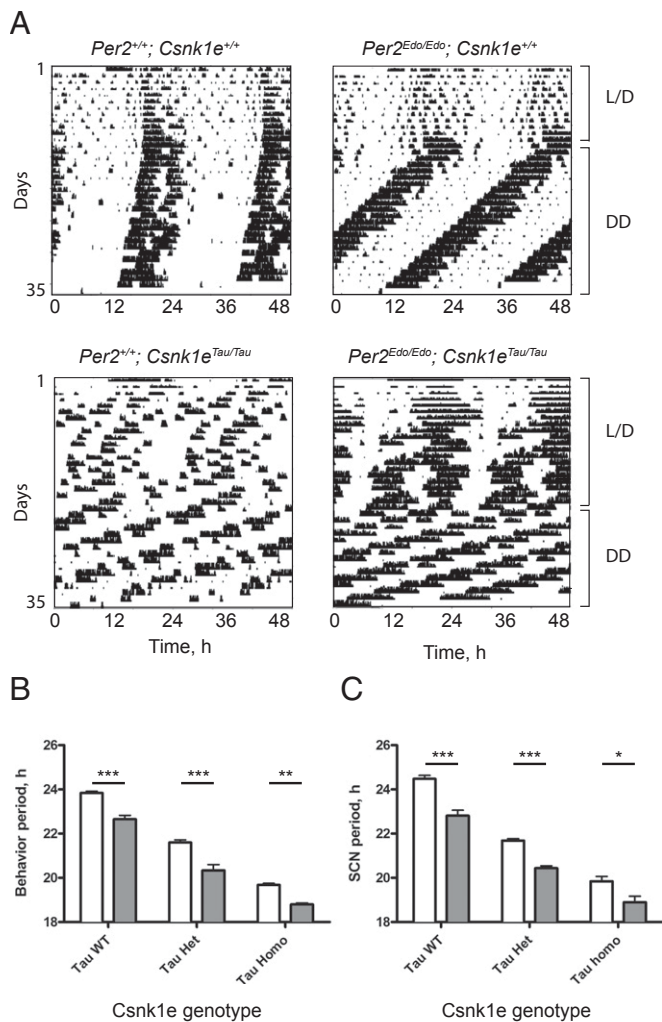 A
Per2+/+; Csnk1e+/+
Per2Edo/Edo; Csnk1e+/+
1
Days
35
L/D
DD
0 12 24 36 48
0 12 24 36 48
Per2+/+; Csnk1eTau/Tau
Per2Edo/Edo; Csnk1eTau/Tau
1
Days
35
L/D
DD
0 12 24 36 48
0 12 24 36 48
Time, h
Time, h
B
26
24
22
20
18
Behavior period, h
***
***
**
Tau WT
Tau Het
Tau Homo
Csnk1e genotype
C
26
24
22
20
18
SCN period, h
***
***
*
Tau WT
Tau Het
Tau homo
Csnk1e genotype